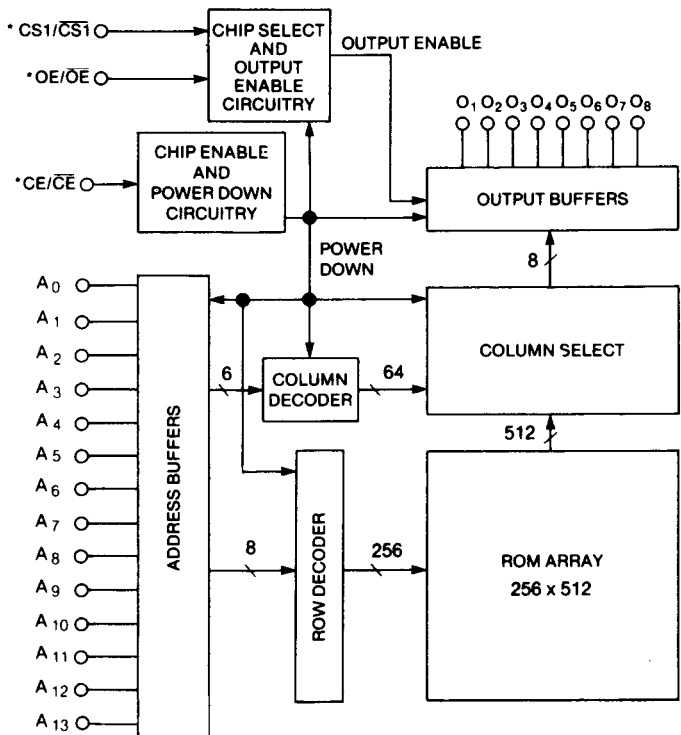 * CS1/C̅S̅1̅
* OE/O̅E̅
* CE/C̅E̅
CHIP SELECT
AND
OUTPUT
ENABLE
CIRCUITRY
OUTPUT ENABLE
CHIP ENABLE
AND
POWER DOWN
CIRCUITRY
O1 O2 O3 O4 O5 O6 O7 O8
OUTPUT BUFFERS
POWER
DOWN
8
A0
A1
A2
A3
A4
A5
A6
A7
A8
A9
A10
A11
A12
A13
ADDRESS BUFFERS
6
COLUMN
DECODER
64
COLUMN SELECT
512
8
ROW DECODER
256
ROM ARRAY
256 x 512